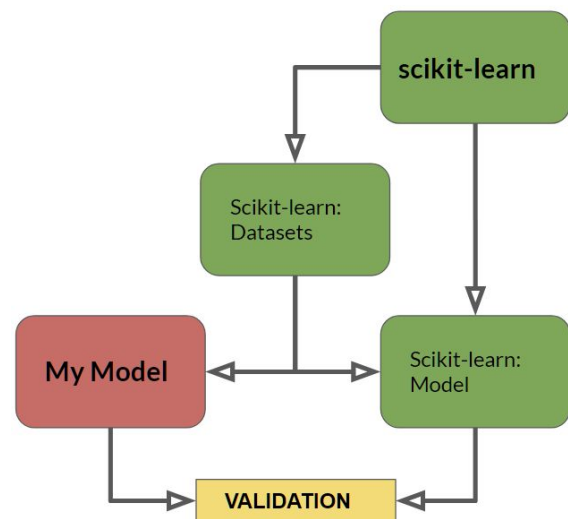 scikit-learn
Scikit-learn:
Datasets
My Model
Scikit-learn:
Model
VALIDATION